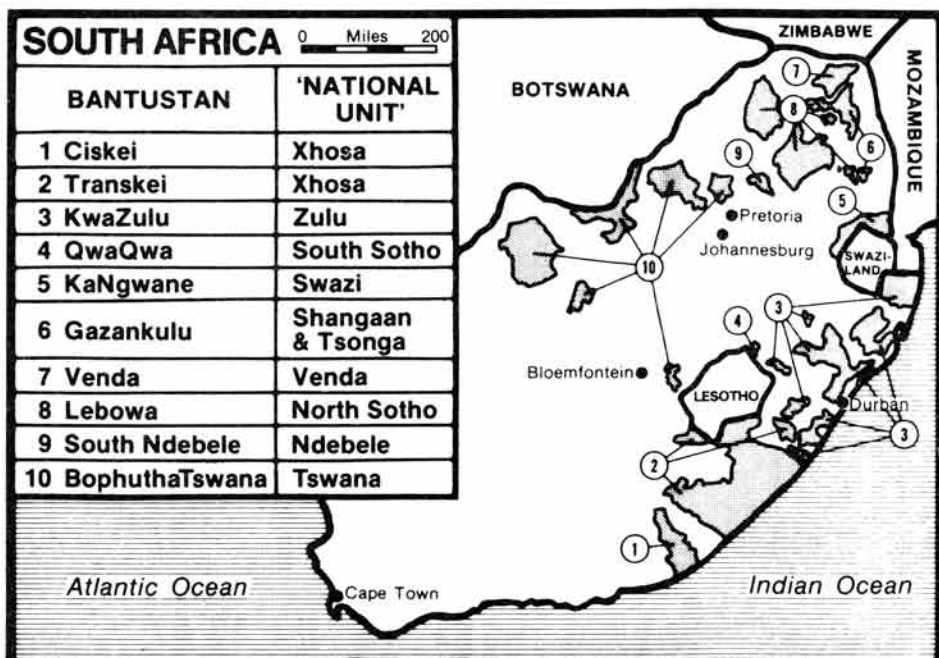 SOUTH AFRICA
0 Miles 200
BANTUSTAN 'NATIONAL UNIT'
1 Ciskei Xhosa
2 Transkei Xhosa
3 KwaZulu Zulu
4 QwaQwa South Sotho
5 KaNgwane Swazi
6 Gazankulu Shangaan & Tsonga
7 Venda Venda
8 Lebowa North Sotho
9 South Ndebele Ndebele
10 BophuthaTswana Tswana
ZIMBABWE
BOTSWANA
MOZAMBIQUE
7
8
6
9
5
Pretoria
Johannesburg
SWAZI-
LAND
10
3
4
Bloemfontein
LESOTHO
Durban
3
2
1
Atlantic Ocean
Cape Town
Indian Ocean